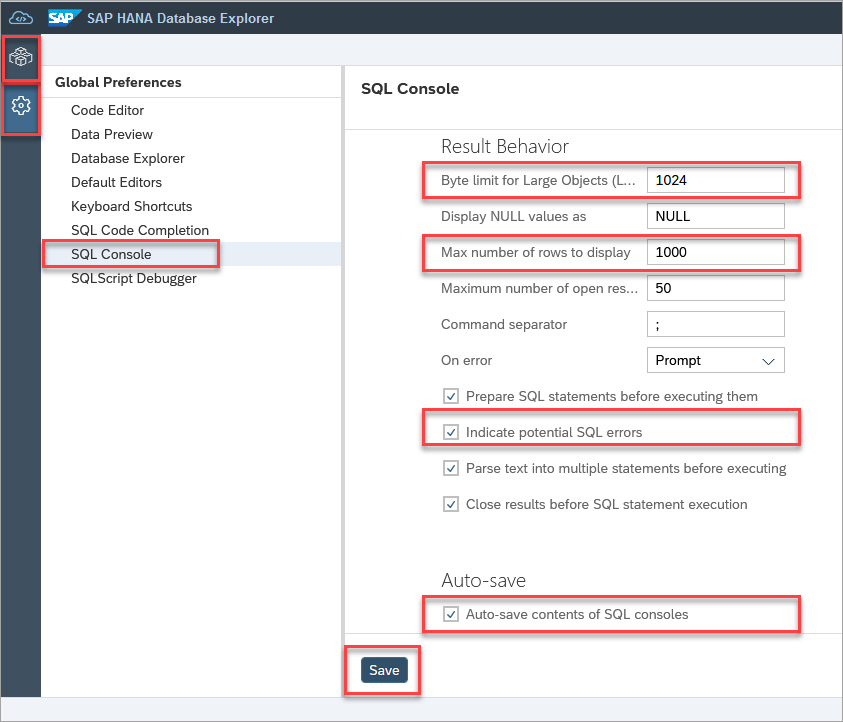 SAP SAP HANA Database Explorer
Global Preferences
Code Editor
Data Preview
Database Explorer
Default Editors
Keyboard Shortcuts
SQL Code Completion
SQL Console
SQLScript Debugger
SQL Console
Result Behavior
Byte limit for Large Objects (L... 1024
Display NULL values as NULL
Max number of rows to display 1000
Maximum number of open res... 50
Command separator ;
On error Prompt
Prepare SQL statements before executing them
Indicate potential SQL errors
Parse text into multiple statements before executing
Close results before SQL statement execution
Auto-save
Auto-save contents of SQL consoles
Save